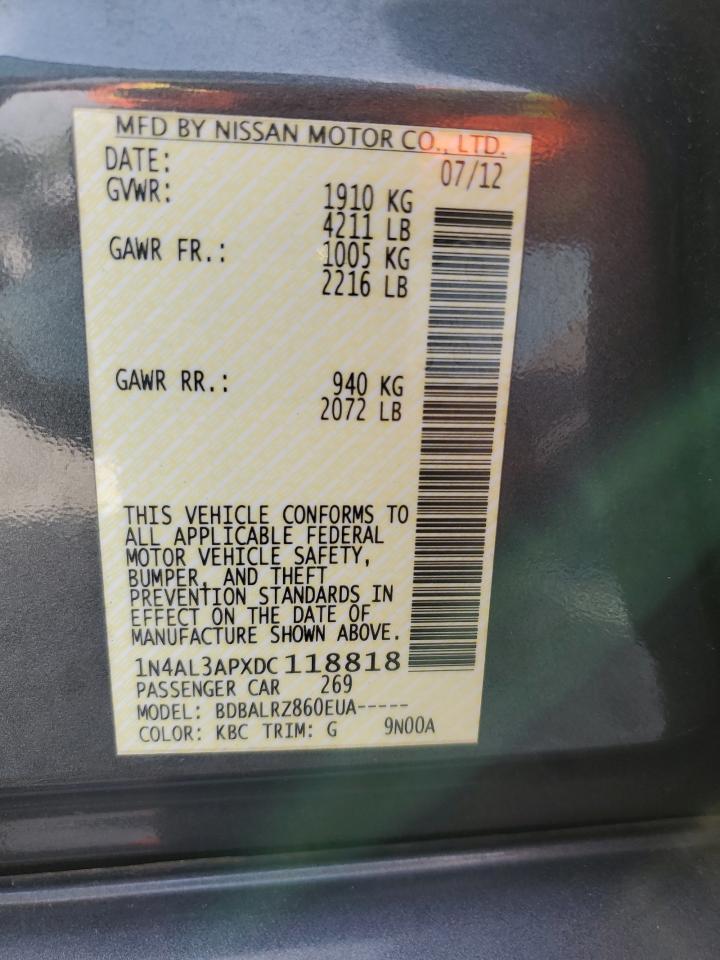 MFD BY NISSAN MOTOR CO., LTD.
DATE: 07/12
GVWR: 1910 KG
4211 LB
GAWR FR.: 1005 KG
2216 LB
GAWR RR.: 940 KG
2072 LB
THIS VEHICLE CONFORMS TO
ALL APPLICABLE FEDERAL
MOTOR VEHICLE SAFETY,
BUMPER, AND THEFT
PREVENTION STANDARDS IN
EFFECT ON THE DATE OF
MANUFACTURE SHOWN ABOVE.
1N4AL3APXDC118818
PASSENGER CAR 269
MODEL: BDBALRZ860EUA-----
COLOR: KBC TRIM: G 9N00A